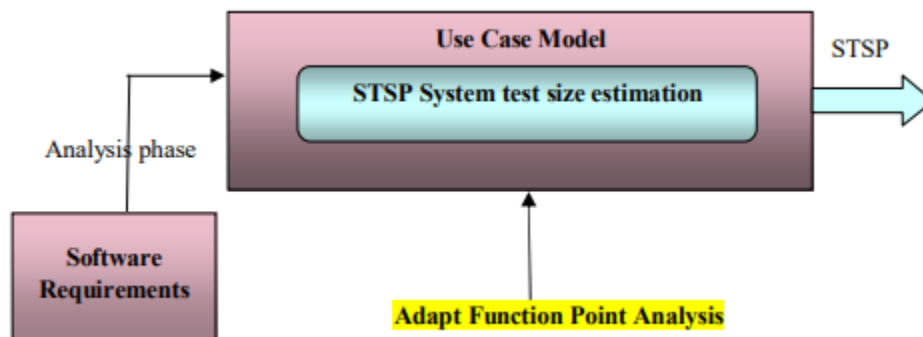 Use Case Model
STSP
STSP System test size estimation
Analysis phase
Software
Requirements
Adapt Function Point Analysis